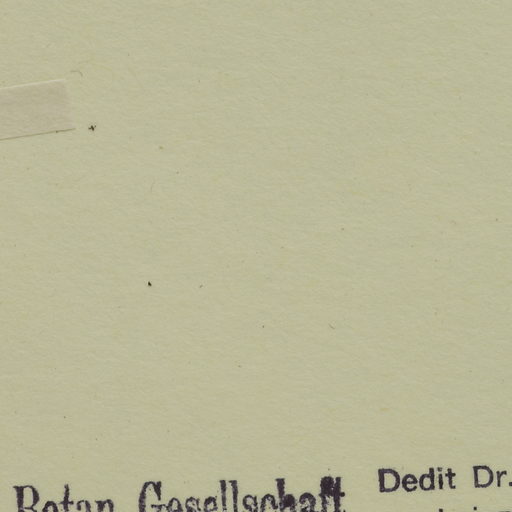 Botan. Gesellschaft
Dedit Dr.